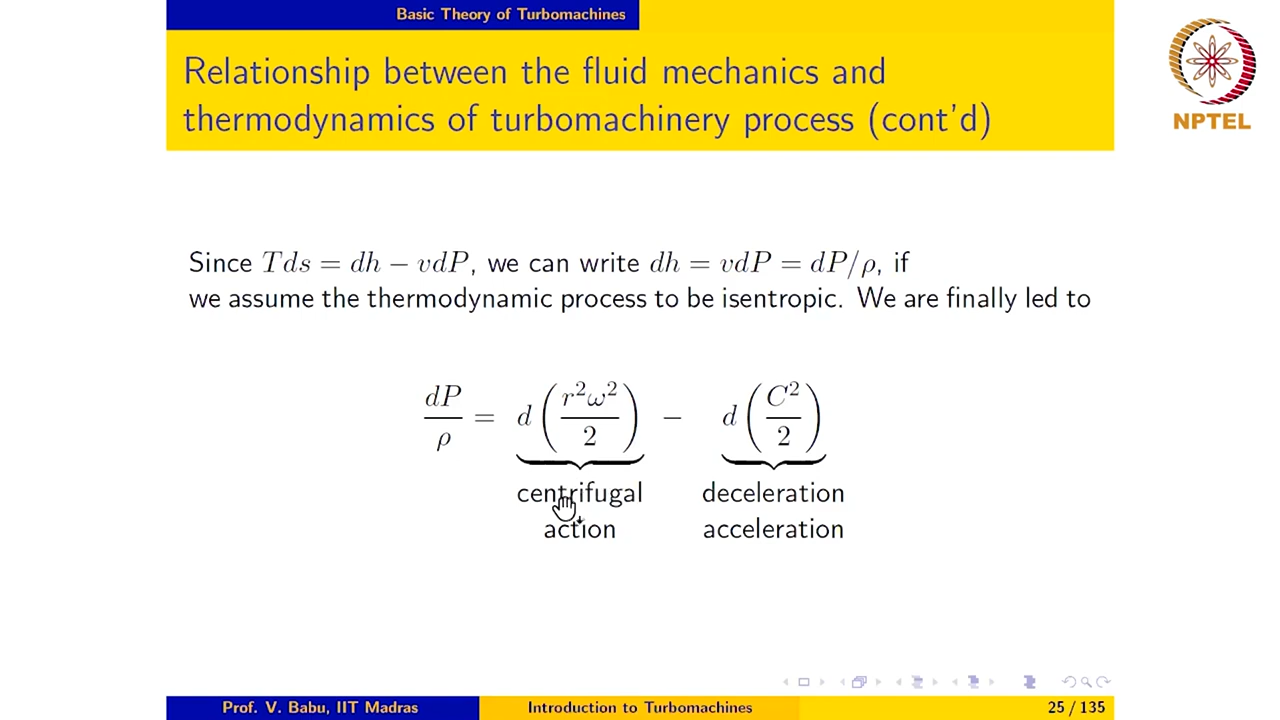 Basic Theory of Turbomachines
Relationship between the fluid mechanics and
thermodynamics of turbomachinery process (cont'd)
NPTEL
Since Tds = dh − vdP, we can write dh = vdP = dP/ρ, if
we assume the thermodynamic process to be isentropic. We are finally led to
dP/ρ = d(r²ω²/2) − d(C²/2)
centrifugal deceleration
action acceleration
Prof. V. Babu, IIT Madras Introduction to Turbomachines 25 / 135